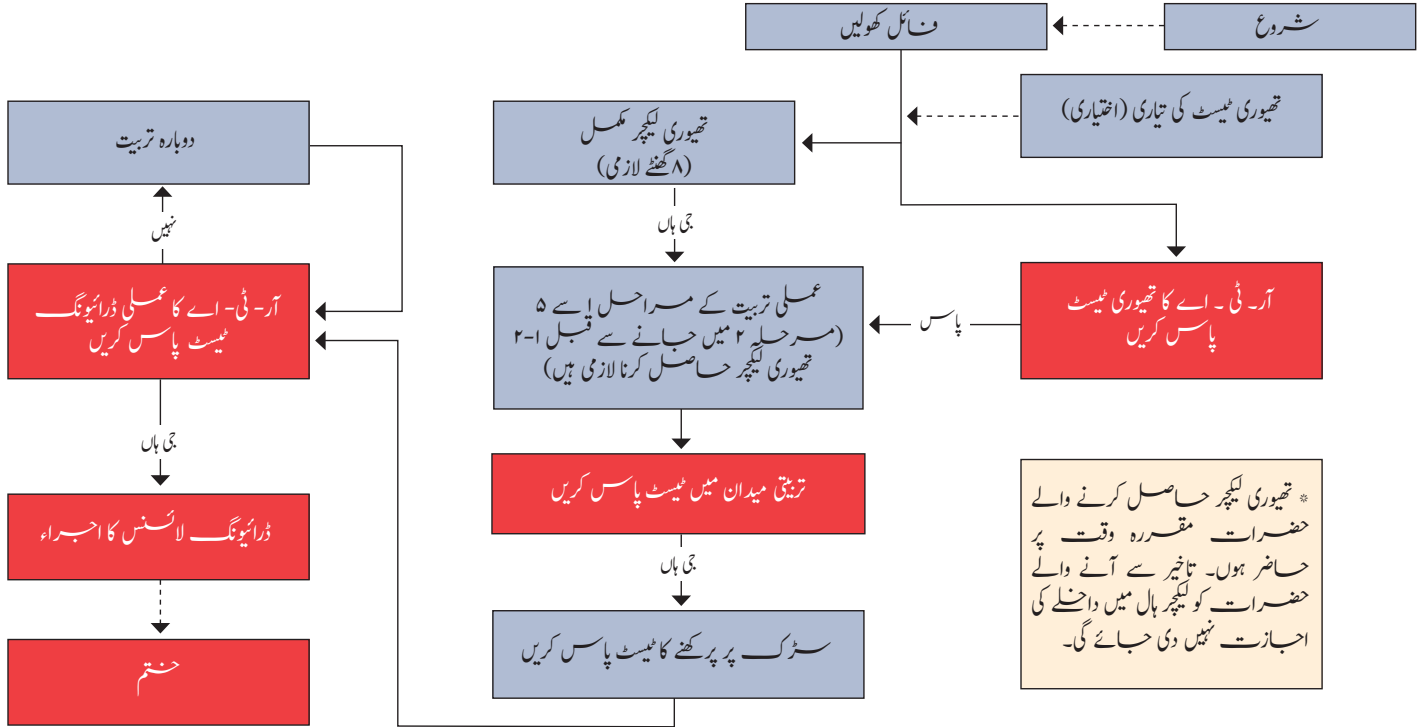 شروع
فائل کھولیں
تھیوری ٹیسٹ کی تیاری (اختیاری)
تھیوری لیکچر مکمل
(۸ گھنٹے لازمی)
جی ہاں
آر۔ ٹی ۔ اے کا تھیوری ٹیسٹ
پاس کریں
پاس
عملی تربیت کے مراحل ۱ سے ۵
(مرحلہ ۲ میں جانے سے قبل ۱-۲
تھیوری لیکچر حاصل کرنا لازمی ہیں)
تربیتی میدان میں ٹیسٹ پاس کریں
جی ہاں
سڑک پر پرکھنے کا ٹیسٹ پاس کریں
دوبارہ تربیت
نہیں
آر- ٹی- اے کا عملی ڈرائیونگ
ٹیسٹ پاس کریں
جی ہاں
ڈرائیونگ لائسنس کا اجراء
ختم
* تھیوری لیکچر حاصل کرنے والے
حضرات مقررہ وقت پر
حاضر ہوں۔ تاخیر سے آنے والے
حضرات کو لیکچر ہال میں داخلے کی
اجازت نہیں دی جائے گی۔